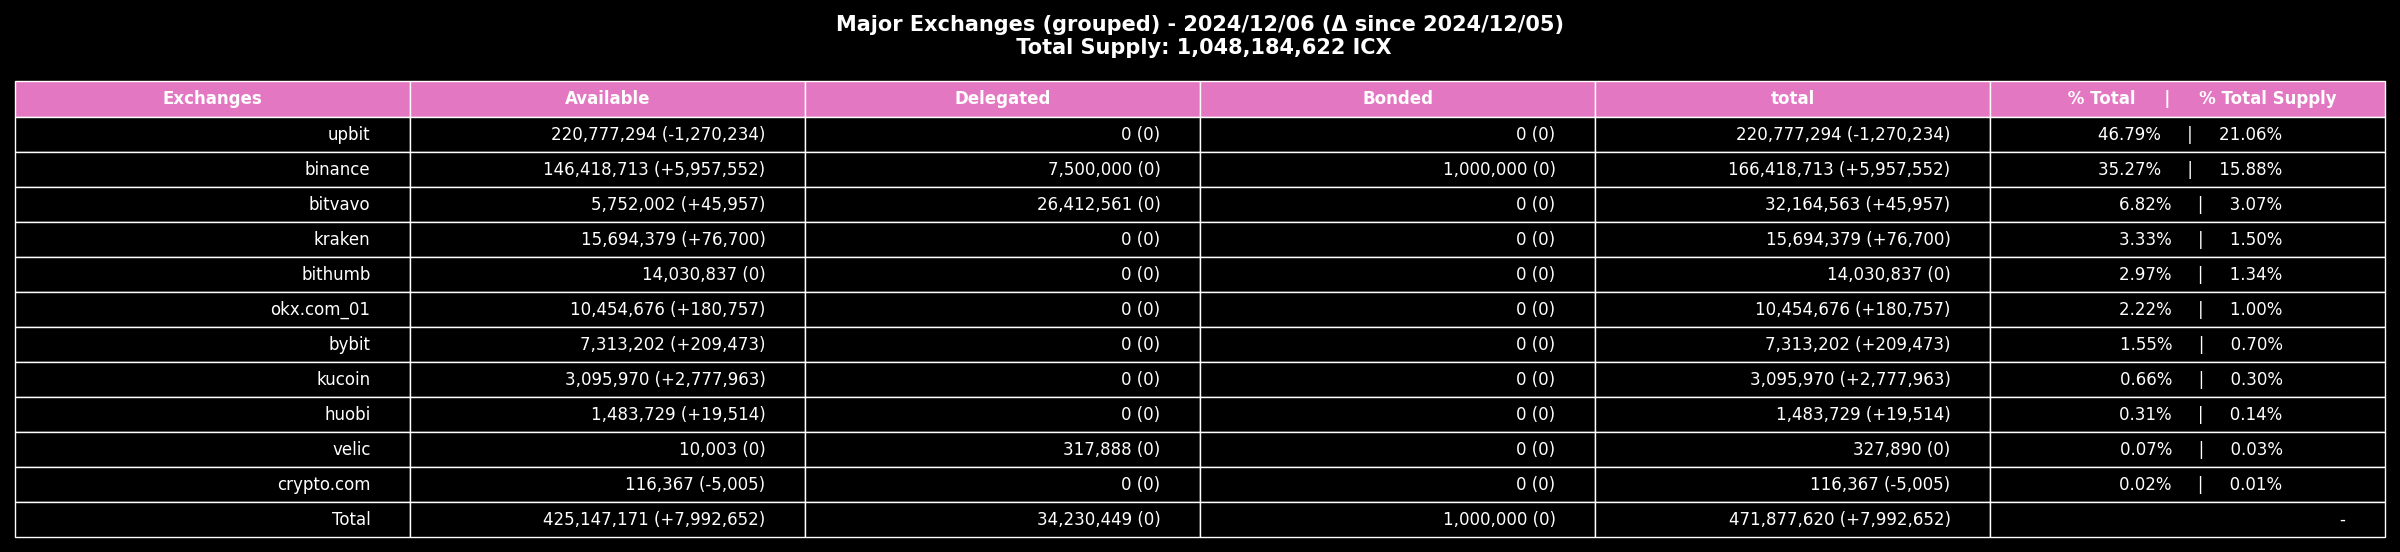 Major Exchanges (grouped) - 2024/12/06 (Δ since 2024/12/05)
Total Supply: 1,048,184,622 ICX
Exchanges Available Delegated Bonded total % Total | % Total Supply
upbit 220,777,294 (-1,270,234) 0 (0) 0 (0) 220,777,294 (-1,270,234) 46.79% | 21.06%
binance 146,418,713 (+5,957,552) 7,500,000 (0) 1,000,000 (0) 166,418,713 (+5,957,552) 35.27% | 15.88%
bitvavo 5,752,002 (+45,957) 26,412,561 (0) 0 (0) 32,164,563 (+45,957) 6.82% | 3.07%
kraken 15,694,379 (+76,700) 0 (0) 0 (0) 15,694,379 (+76,700) 3.33% | 1.50%
bithumb 14,030,837 (0) 0 (0) 0 (0) 14,030,837 (0) 2.97% | 1.34%
okx.com_01 10,454,676 (+180,757) 0 (0) 0 (0) 10,454,676 (+180,757) 2.22% | 1.00%
bybit 7,313,202 (+209,473) 0 (0) 0 (0) 7,313,202 (+209,473) 1.55% | 0.70%
kucoin 3,095,970 (+2,777,963) 0 (0) 0 (0) 3,095,970 (+2,777,963) 0.66% | 0.30%
huobi 1,483,729 (+19,514) 0 (0) 0 (0) 1,483,729 (+19,514) 0.31% | 0.14%
velic 10,003 (0) 317,888 (0) 0 (0) 327,890 (0) 0.07% | 0.03%
crypto.com 116,367 (-5,005) 0 (0) 0 (0) 116,367 (-5,005) 0.02% | 0.01%
Total 425,147,171 (+7,992,652) 34,230,449 (0) 1,000,000 (0) 471,877,620 (+7,992,652) -